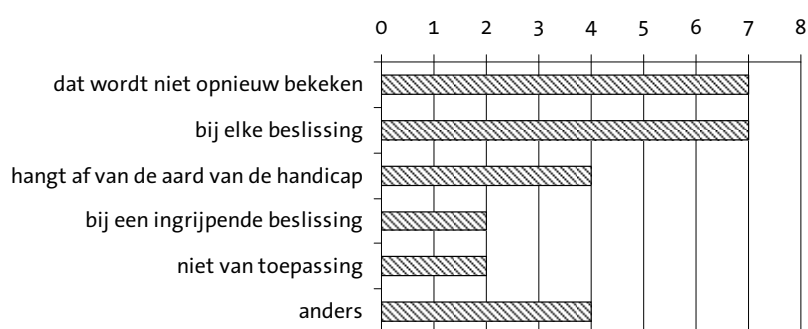 0 1 2 3 4 5 6 7 8
dat wordt niet opnieuw bekeken
bij elke beslissing
hangt af van de aard van de handicap
bij een ingrijpende beslissing
niet van toepassing
anders